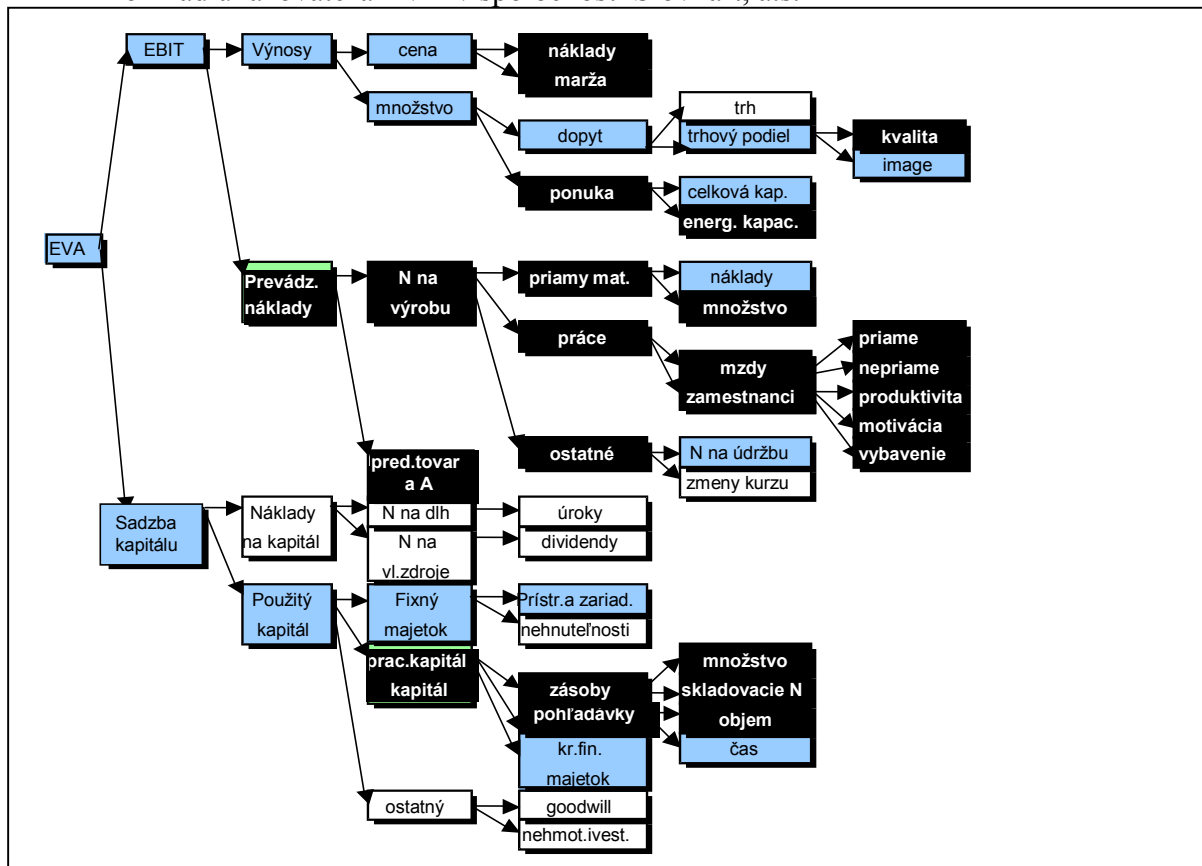 EBIT
Výnosy
cena
náklady
marža
množstvo
dopyt
trh
trhový podiel
kvalita
image
ponuka
celková kap.
energ. kapac.
EVA
Prevádz.
náklady
N na
výrobu
priamy mat.
náklady
množstvo
práce
mzdy
zamestnanci
priame
nepriame
produktivita
motivácia
vybavenie
ostatné
N na údržbu
zmeny kurzu
pred.tovar
a A
Sadzba
kapitálu
Náklady
na kapitál
N na dlh
úroky
N na
vl.zdroje
dividendy
Použitý
kapitál
Fixný
majetok
Prístr.a zariad.
nehnuteľnosti
prac.kapitál
kapitál
zásoby
pohľadávky
množstvo
skladovacie N
objem
čas
kr.fin.
majetok
ostatný
goodwill
nehmot.ivest.